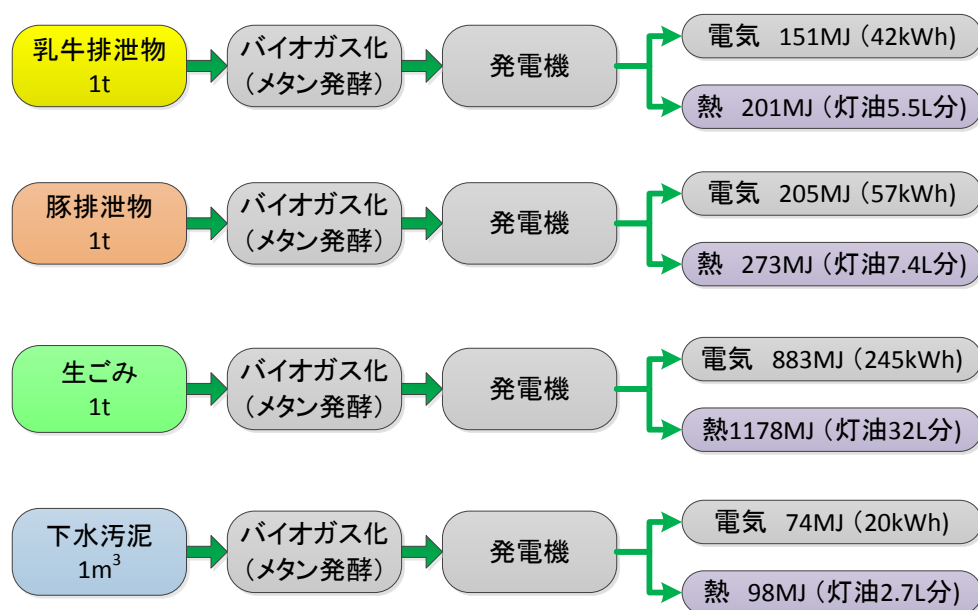 乳牛排泄物
1t
バイオガス化
(メタン発酵)
発電機
電気 151MJ (42kWh)
熱 201MJ (灯油5.5L分)
豚排泄物
1t
バイオガス化
(メタン発酵)
発電機
電気 205MJ (57kWh)
熱 273MJ (灯油7.4L分)
生ごみ
1t
バイオガス化
(メタン発酵)
発電機
電気 883MJ (245kWh)
熱1178MJ (灯油32L分)
下水汚泥
1m³
バイオガス化
(メタン発酵)
発電機
電気 74MJ (20kWh)
熱 98MJ (灯油2.7L分)